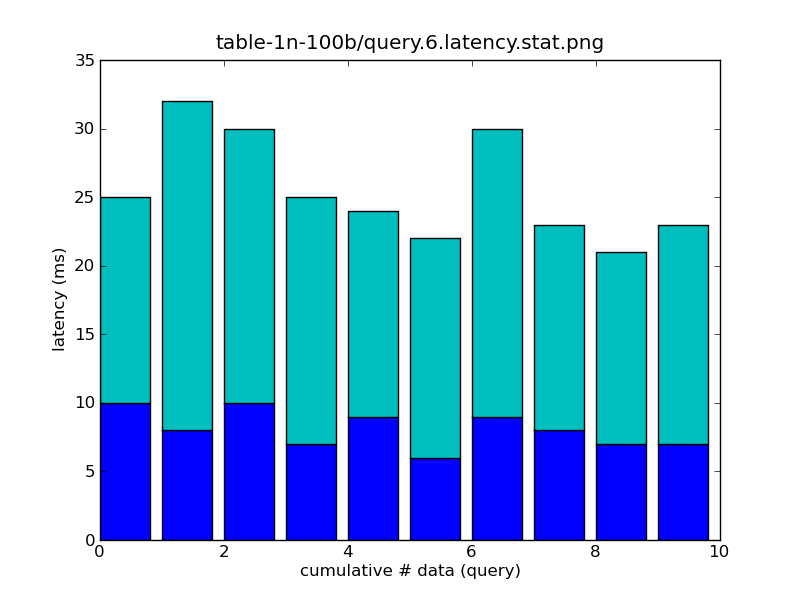 table-1n-100b/query.6.latency.stat.png
35
30
25
20
15
10
5
0
latency (ms)
0 2 4 6 8 10
cumulative # data (query)